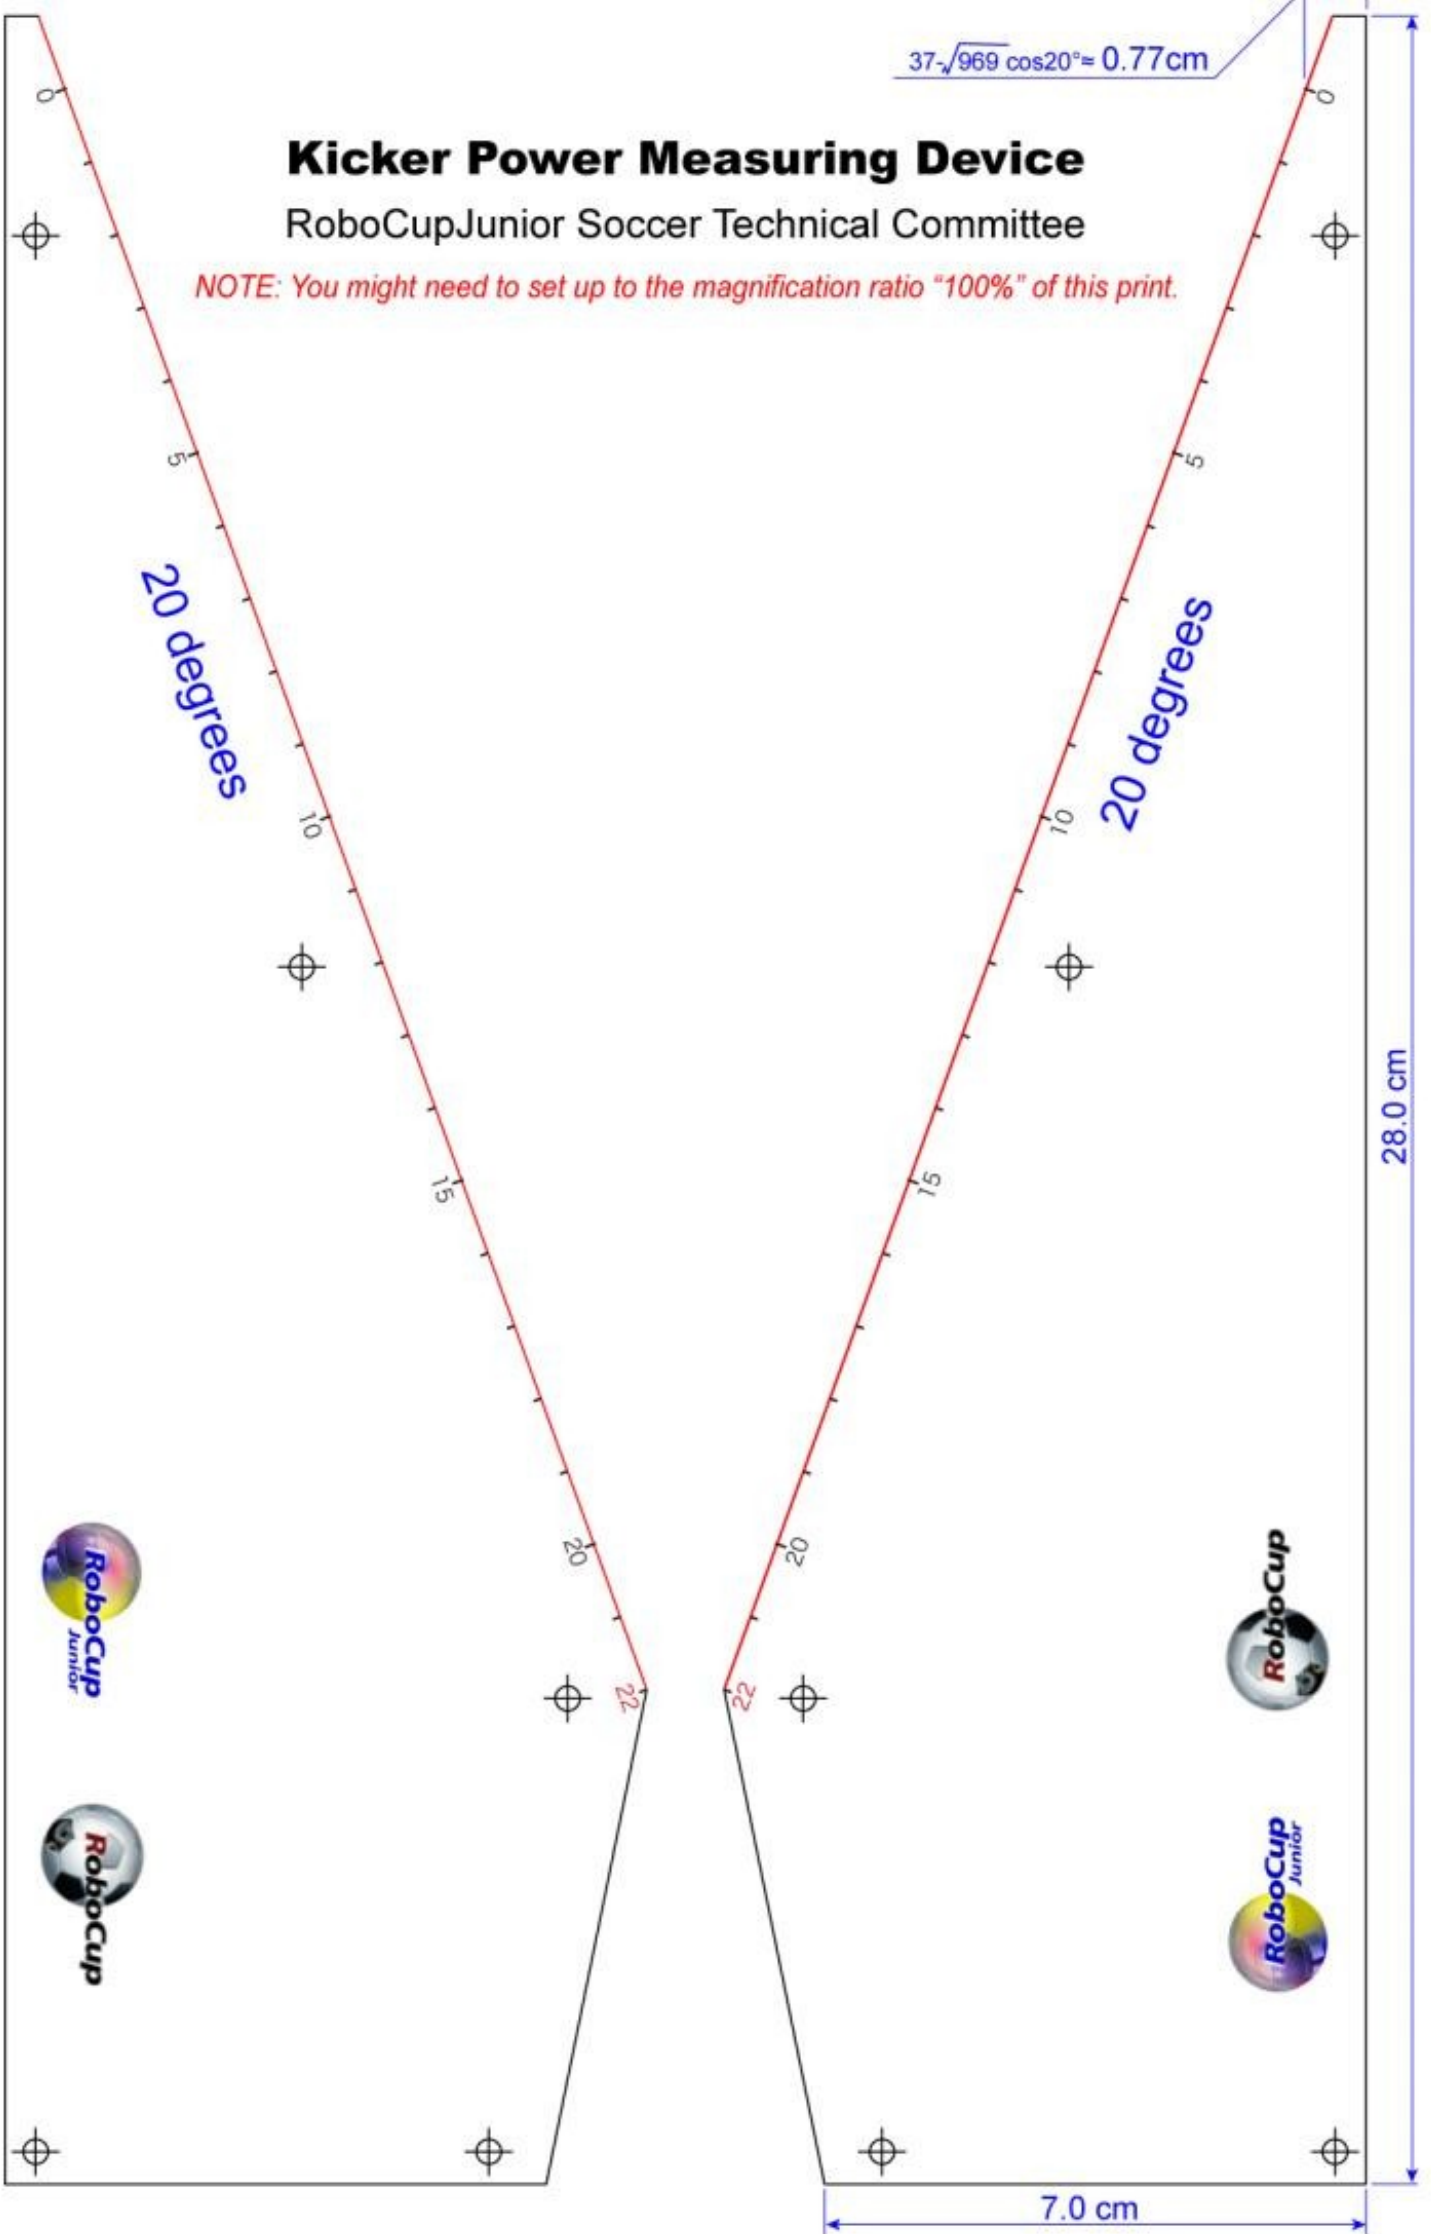 37-√969 cos20°≈ 0.77cm
0
0
Kicker Power Measuring Device
RoboCupJunior Soccer Technical Committee
NOTE: You might need to set up to the magnification ratio “100%” of this print.
5
5
20 degrees
20 degrees
10
10
28.0 cm
15
15
20
20
RoboCup
Junior
RoboCup
22
22
RoboCup
RoboCup
Junior
7.0 cm